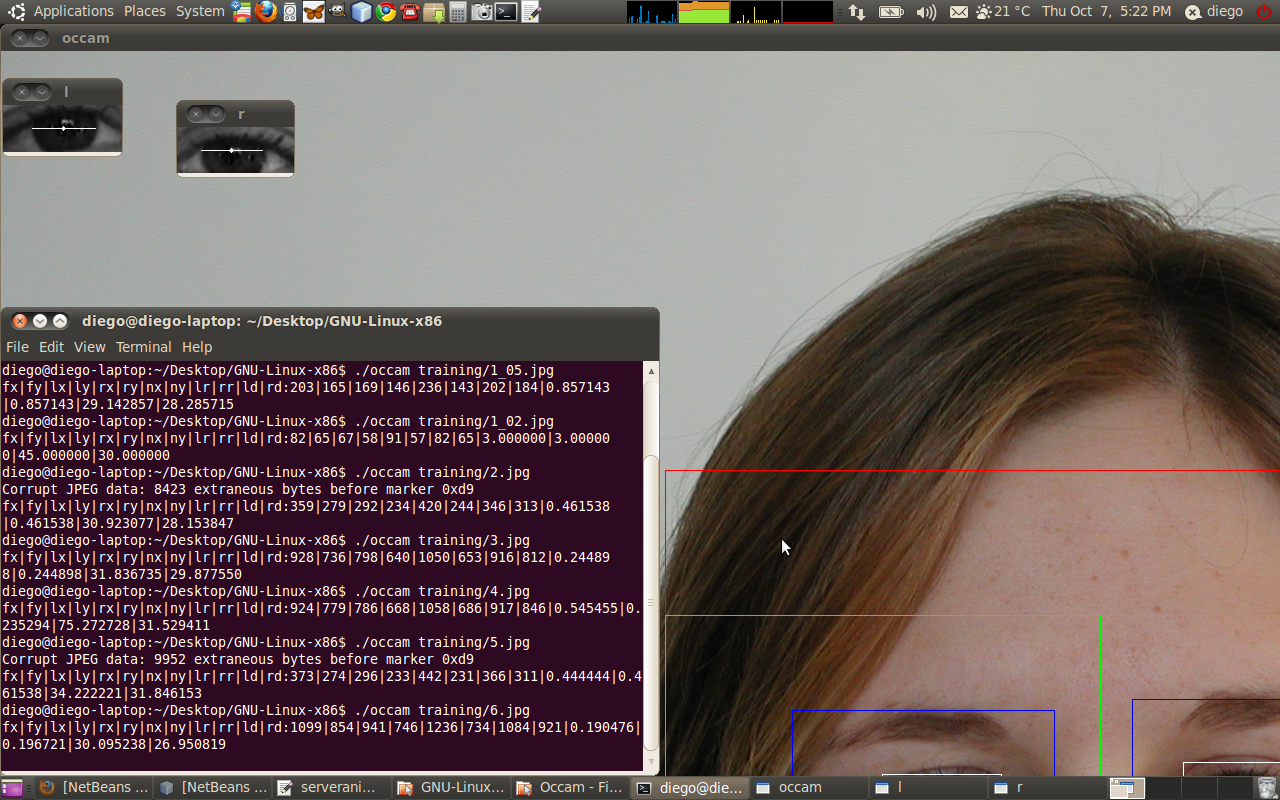 Applications Places System
21 °C Thu Oct 7, 5:22 PM diego
occam
l
r
diego@diego-laptop: ~/Desktop/GNU-Linux-x86
File Edit View Terminal Help
diego@diego-laptop:~/Desktop/GNU-Linux-x86$ ./occam training/1_05.jpg
fx|fy|lx|ly|rx|ry|nx|ny|lr|rr|ld|rd:203|165|169|146|236|143|202|184|0.857143
|0.857143|29.142857|28.285715
diego@diego-laptop:~/Desktop/GNU-Linux-x86$ ./occam training/1_02.jpg
fx|fy|lx|ly|rx|ry|nx|ny|lr|rr|ld|rd:82|65|67|58|91|57|82|65|3.000000|3.00000
0|45.000000|30.000000
diego@diego-laptop:~/Desktop/GNU-Linux-x86$ ./occam training/2.jpg
Corrupt JPEG data: 8423 extraneous bytes before marker 0xd9
fx|fy|lx|ly|rx|ry|nx|ny|lr|rr|ld|rd:359|279|292|234|420|244|346|313|0.461538
|0.461538|30.923077|28.153847
diego@diego-laptop:~/Desktop/GNU-Linux-x86$ ./occam training/3.jpg
fx|fy|lx|ly|rx|ry|nx|ny|lr|rr|ld|rd:928|736|798|640|1050|653|916|812|0.24489
8|0.244898|31.836735|29.877550
diego@diego-laptop:~/Desktop/GNU-Linux-x86$ ./occam training/4.jpg
fx|fy|lx|ly|rx|ry|nx|ny|lr|rr|ld|rd:924|779|786|668|1058|686|917|846|0.545455|0.
235294|75.272728|31.529411
diego@diego-laptop:~/Desktop/GNU-Linux-x86$ ./occam training/5.jpg
Corrupt JPEG data: 9952 extraneous bytes before marker 0xd9
fx|fy|lx|ly|rx|ry|nx|ny|lr|rr|ld|rd:373|274|296|233|442|231|366|311|0.444444|0.4
61538|34.222221|31.846153
diego@diego-laptop:~/Desktop/GNU-Linux-x86$ ./occam training/6.jpg
fx|fy|lx|ly|rx|ry|nx|ny|lr|rr|ld|rd:1099|854|941|746|1236|734|1084|921|0.190476|
0.196721|30.095238|26.950819
[NetBeans ... [NetBeans ... serverani... GNU-Linux... Occam - Fi... diego@die... occam l r